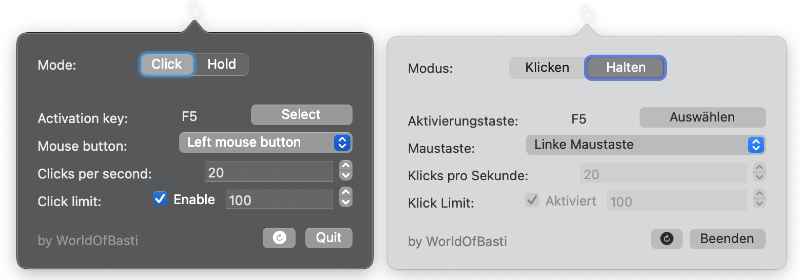 Mode: Click Hold
Activation key: F5 Select
Mouse button: Left mouse button
Clicks per second: 20
Click limit: Enable 100
by WorldOfBasti Quit
Modus: Klicken Halten
Aktivierungstaste: F5 Auswählen
Maustaste: Linke Maustaste
Klicks pro Sekunde: 20
Klick Limit: Aktiviert 100
by WorldOfBasti Beenden